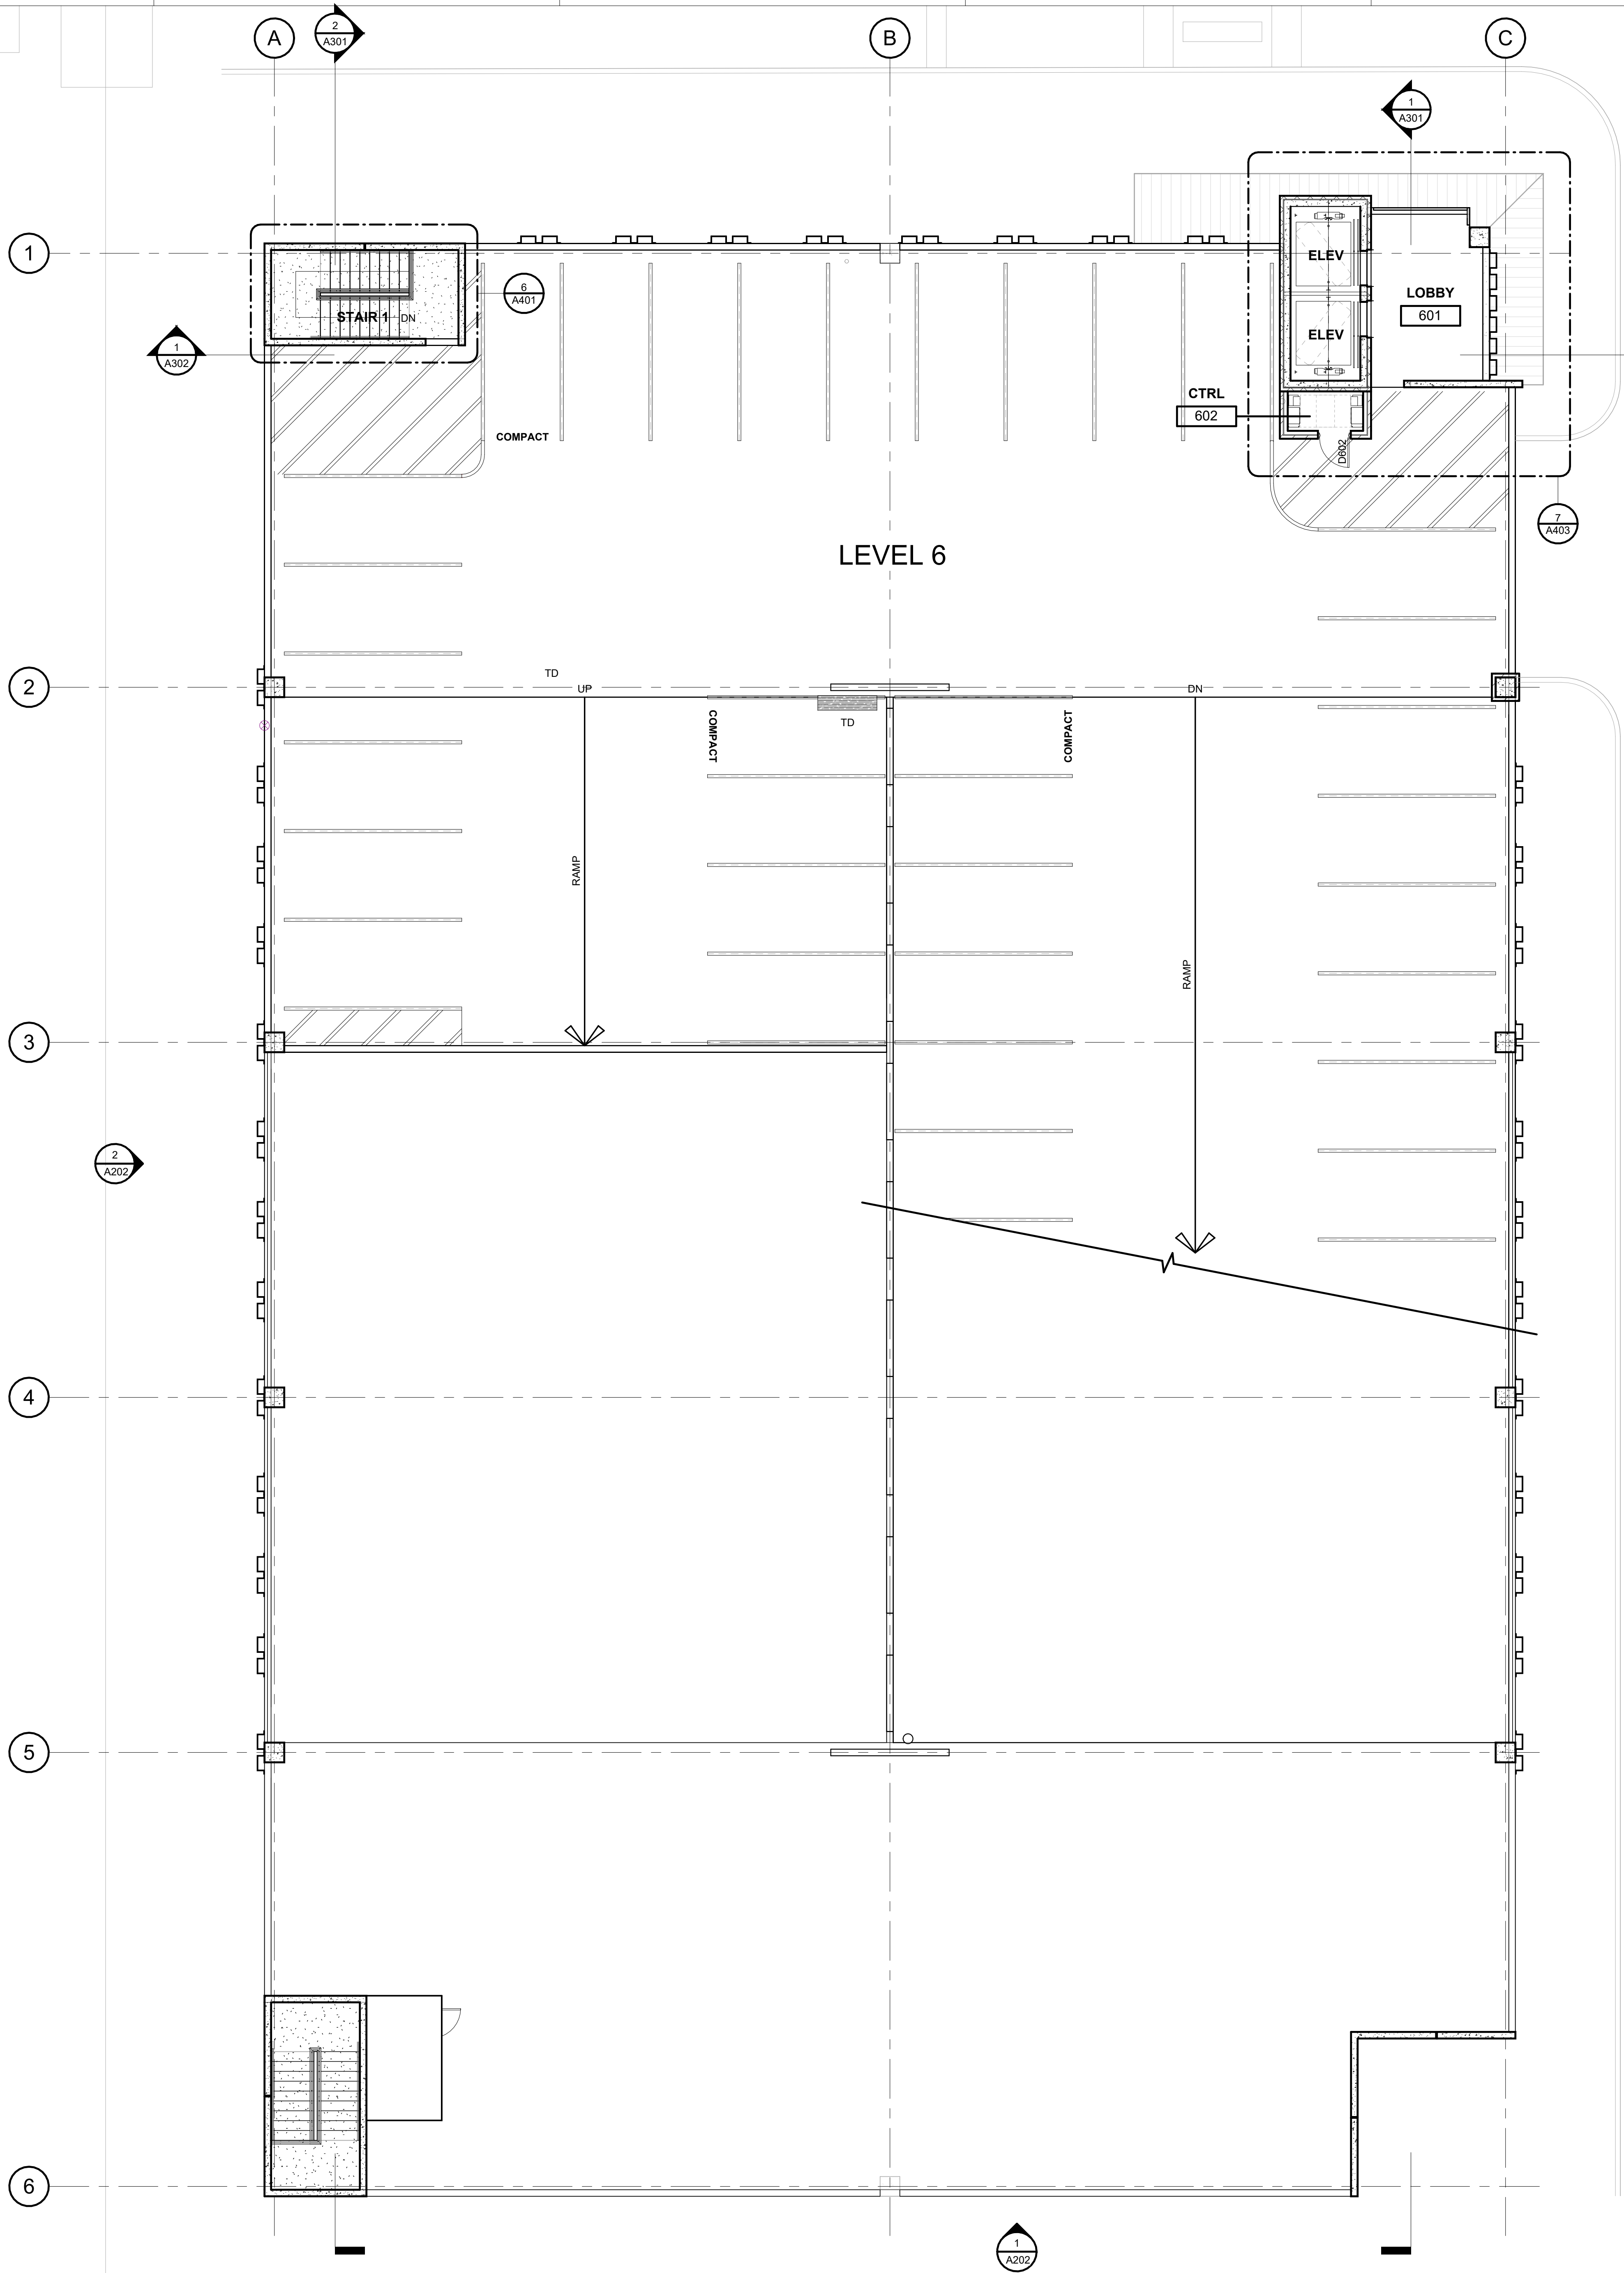 A
2
A301
B
C
1
A301
1
ELEV
LOBBY
601
6
A401
STAIR 1
DN
ELEV
1
A302
CTRL
602
COMPACT
D602
7
A403
LEVEL 6
TD
2
UP
DN
COMPACT
TD
COMPACT
RAMP
RAMP
3
2
A202
4
5
6
1
A202